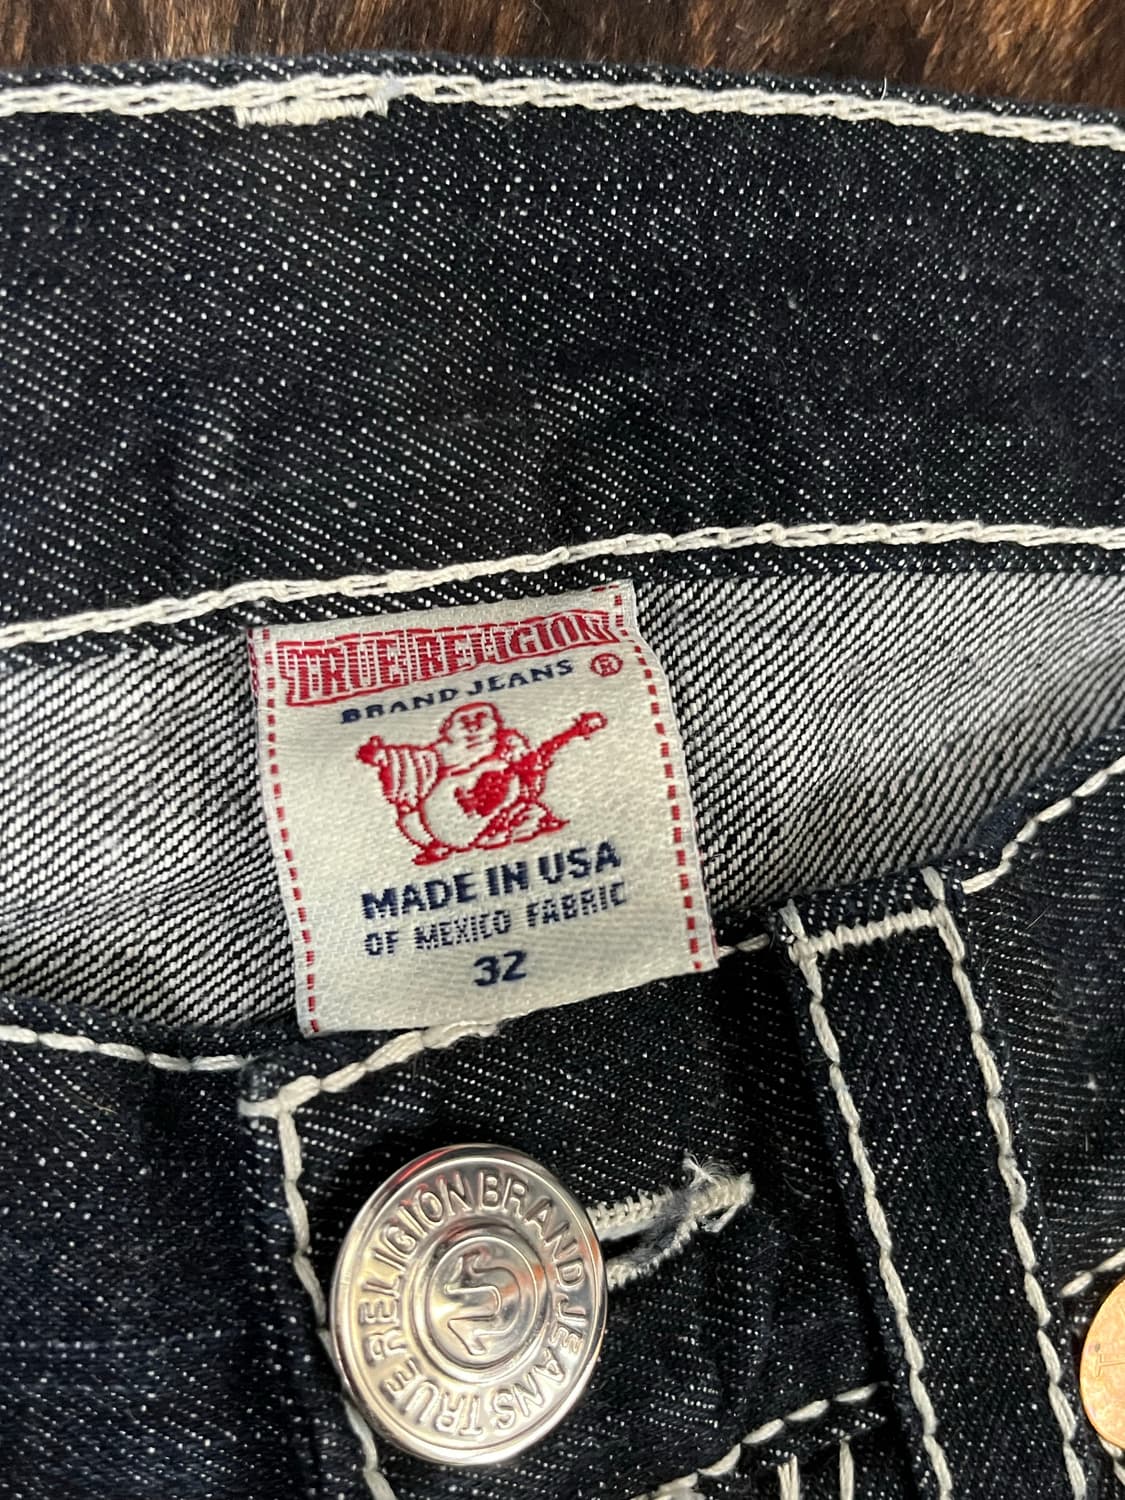 TRUE RELIGION
BRAND JEANS ®
MADE IN USA
OF MEXICO FABRIC
32
TRUE RELIGION BRAND JEANS